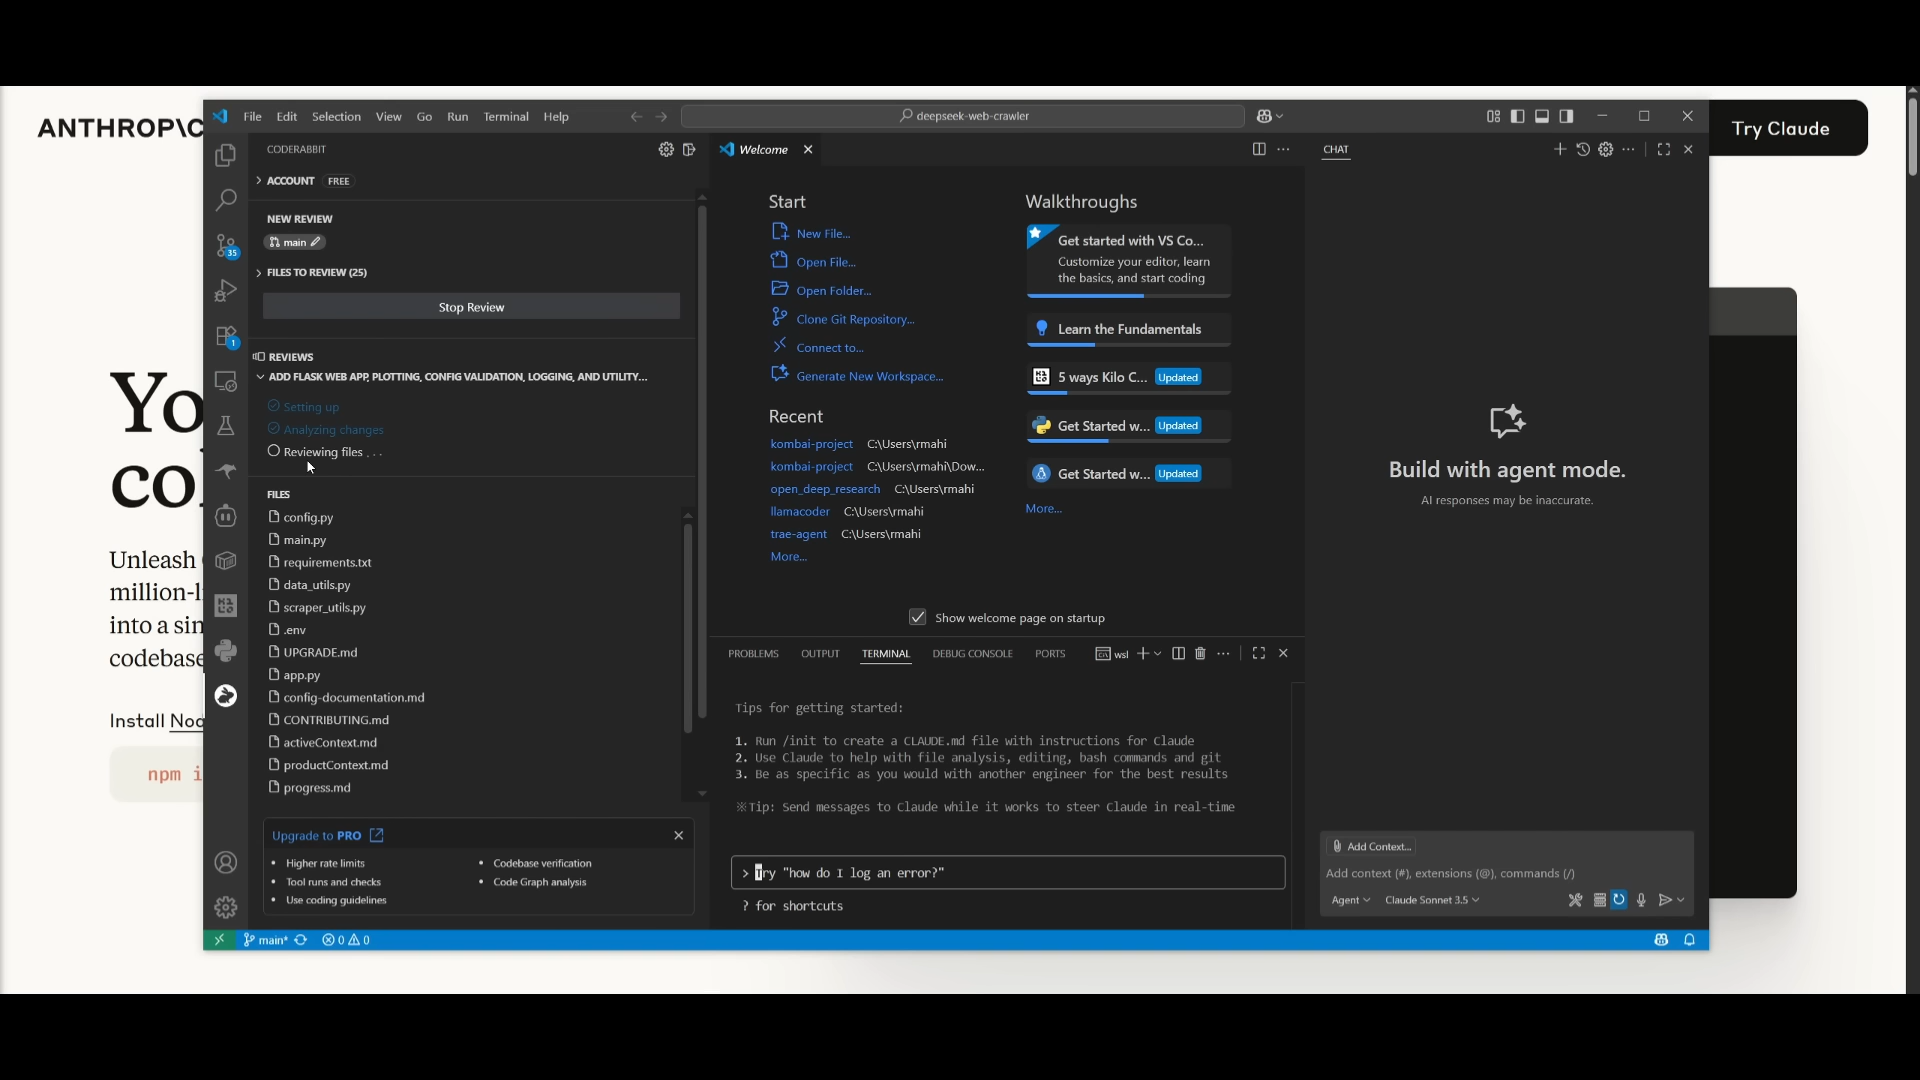 ANTHROP\C
Try Claude
Yo
co
Unleash
million-l
into a sin
codebase
Install Nod
npm i
File Edit Selection View Go Run Terminal Help
deepseek-web-crawler
CODERABBIT
ACCOUNT FREE
NEW REVIEW
main
FILES TO REVIEW (25)
Stop Review
REVIEWS
ADD FLASK WEB APP, PLOTTING, CONFIG VALIDATION, LOGGING, AND UTILITY...
Setting up
Analyzing changes
Reviewing files . . .
FILES
config.py
main.py
requirements.txt
data_utils.py
scraper_utils.py
.env
UPGRADE.md
app.py
config-documentation.md
CONTRIBUTING.md
activeContext.md
productContext.md
progress.md
Upgrade to PRO
• Higher rate limits
• Tool runs and checks
• Use coding guidelines
• Codebase verification
• Code Graph analysis
35
1
Welcome
Start
New File...
Open File...
Open Folder...
Clone Git Repository...
Connect to...
Generate New Workspace...
Recent
kombai-project C:\Users\rmahi
kombai-project C:\Users\rmahi\Dow...
open_deep_research C:\Users\rmahi
llamacoder C:\Users\rmahi
trae-agent C:\Users\rmahi
More...
Walkthroughs
Get started with VS Co...
Customize your editor, learn
the basics, and start coding
Learn the Fundamentals
5 ways Kilo C... Updated
Get Started w... Updated
Get Started w... Updated
More...
Show welcome page on startup
PROBLEMS OUTPUT TERMINAL DEBUG CONSOLE PORTS
wsl
Tips for getting started:
1. Run /init to create a CLAUDE.md file with instructions for Claude
2. Use Claude to help with file analysis, editing, bash commands and git
3. Be as specific as you would with another engineer for the best results
※Tip: Send messages to Claude while it works to steer Claude in real-time
> Try "how do I log an error?"
? for shortcuts
CHAT
Build with agent mode.
AI responses may be inaccurate.
Add Context...
Add context (#), extensions (@), commands (/)
Agent Claude Sonnet 3.5
main* 0 0